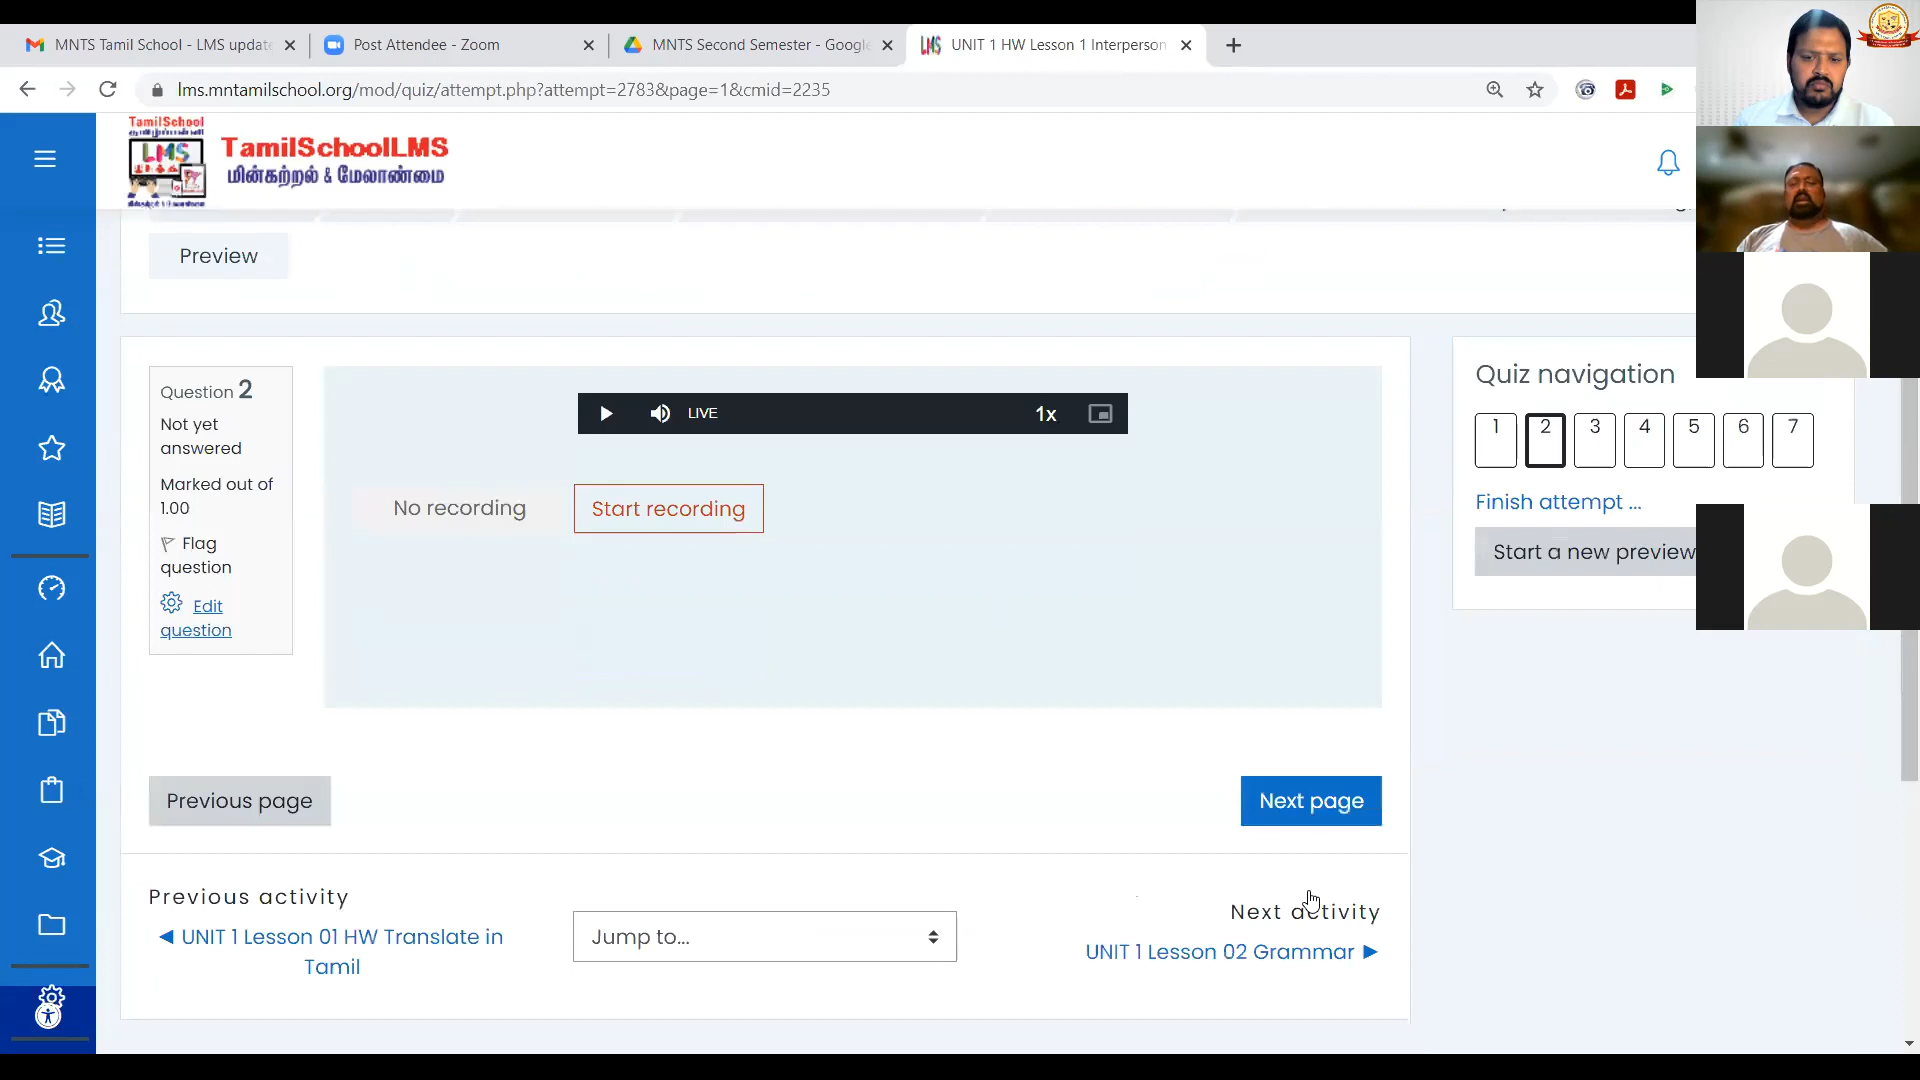 MNTS Tamil School - LMS update
Post Attendee - Zoom
MNTS Second Semester - Google
UNIT 1 HW Lesson 1 Interperson
lms.mntamilschool.org/mod/quiz/attempt.php?attempt=2783&page=1&cmid=2235
TamilSchool
LMS
TamilSchoolLMS
மின்கற்றல் & மேலாண்மை
Preview
Question 2
Not yet
answered
Marked out of
1.00
Flag
question
Edit
question
LIVE
1x
No recording
Start recording
Quiz navigation
1 2 3 4 5 6 7
Finish attempt ...
Start a new preview
Previous page
Next page
Previous activity
◀ UNIT 1 Lesson 01 HW Translate in
Tamil
Jump to...
Next activity
UNIT 1 Lesson 02 Grammar ▶